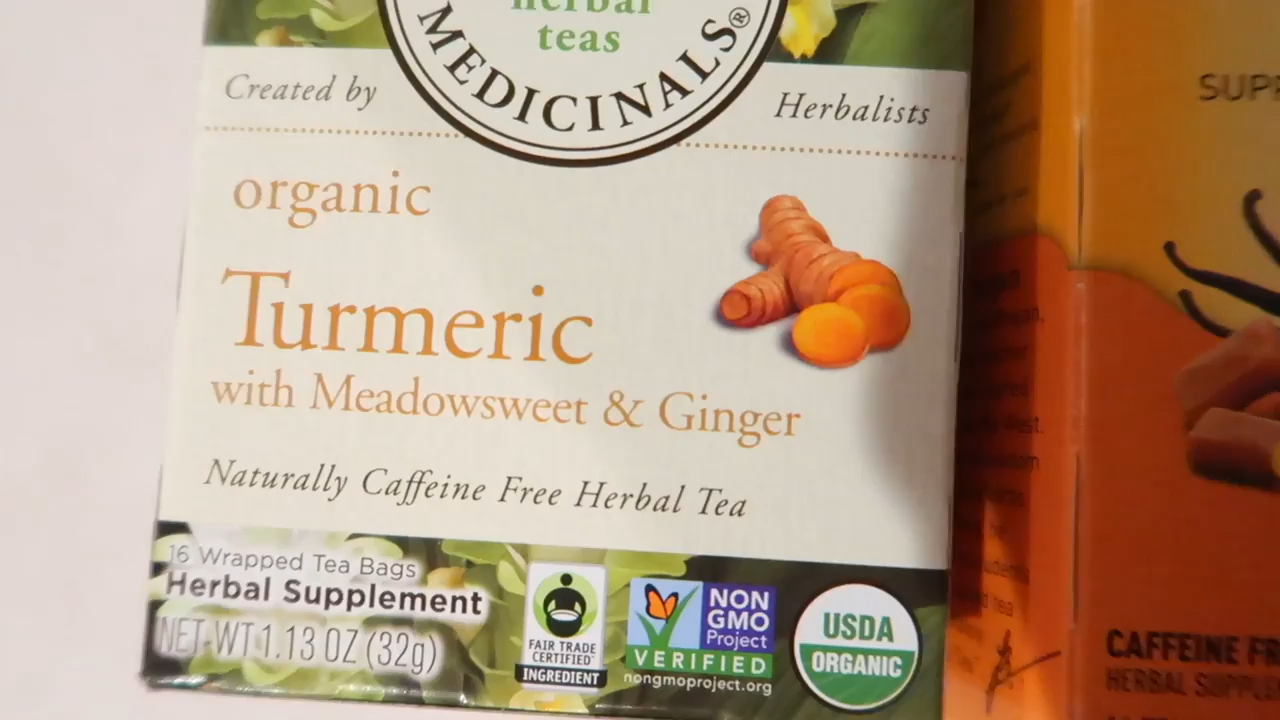 herbal
teas
MEDICINALS®
Created by
Herbalists
organic
Turmeric
with Meadowsweet & Ginger
Naturally Caffeine Free Herbal Tea
16 Wrapped Tea Bags
Herbal Supplement
NET WT 1.13 OZ (32g)
FAIR TRADE
CERTIFIED
INGREDIENT
NON
GMO
Project
VERIFIED
nongmoproject.org
USDA
ORGANIC
SUP
CAFFEINE FR
HERBAL SUPPLE